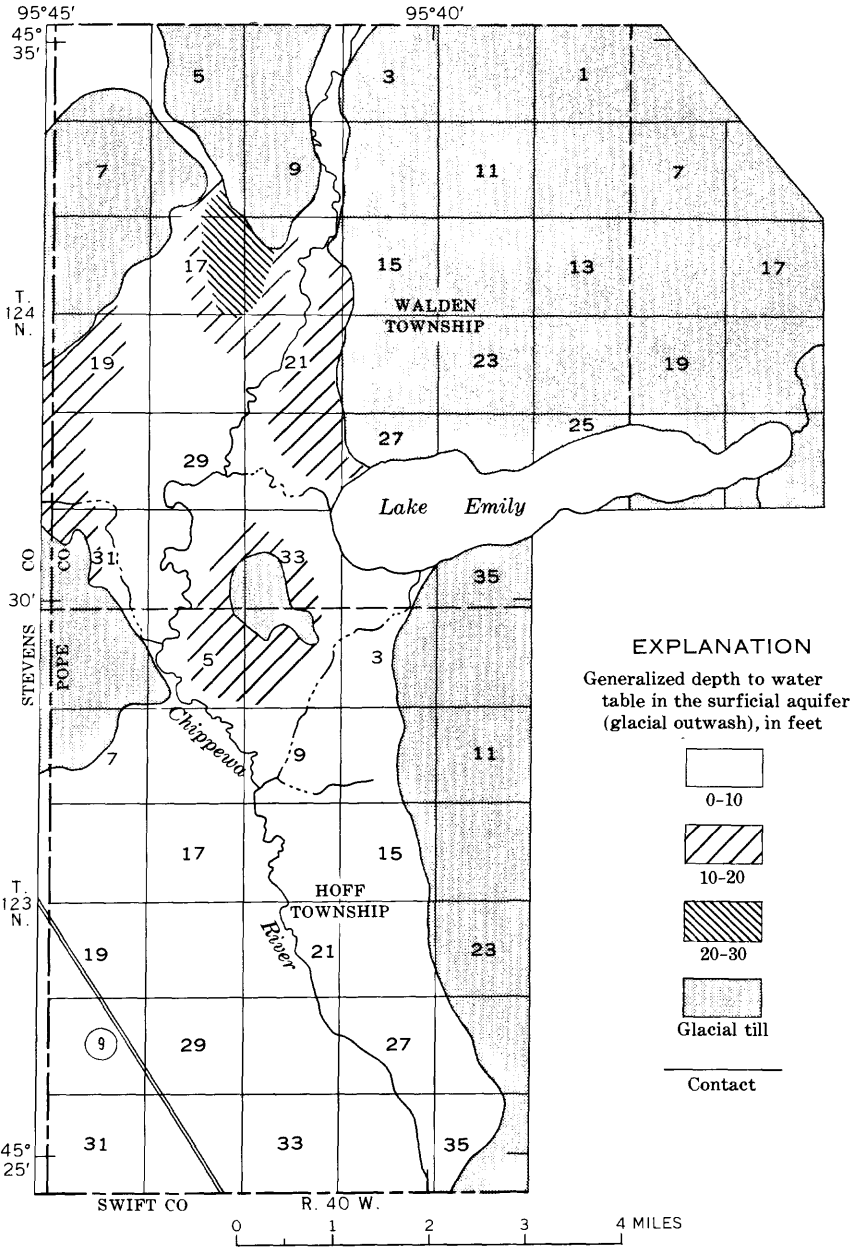 95°45′ 95°40′
45°
35′
5 3 1
7 9 11 7
17 15 13 17
T.
124
N.
WALDEN
TOWNSHIP
19 21 23 19
29 27 25
Lake Emily
31 33 35
30′
STEVENS CO
POPE CO
5 3
Chippewa
7 9 11
17 15
T.
123
N.
HOFF
TOWNSHIP
River
19 21 23
9 29 27
31 33 35
45°
25′
SWIFT CO R. 40 W.
0 1 2 3 4 MILES
EXPLANATION
Generalized depth to water
table in the surficial aquifer
(glacial outwash), in feet
0-10
10-20
20-30
Glacial till
Contact